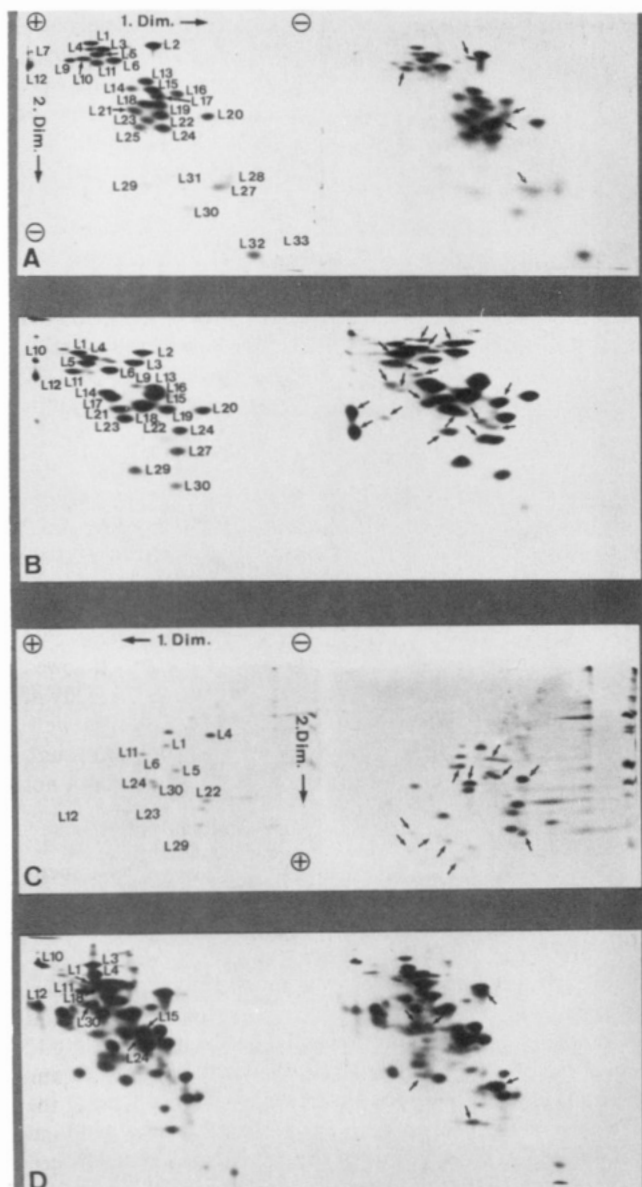 ⊕ 1. Dim. → ⊖
L1
L7 L4 L3 L5 L2
L12 L9 L10 L11 L6
L13
L14 L15 L16
L18 L17
L21 L19 L20
L23 L22
L25 L24
2. Dim.
L31 L28
L29 L27
L30
⊖ L32 L33
A
L1 L4 L2
L10 L5 L3
L12 L11 L6 L9 L13
L14 L16
L17 L15
L21 L18 L19 L20
L23 L22 L24
L27
L29
L30
B
⊕ ← 1. Dim. ⊖
2. Dim.
L1 L4
L11
L6 L5
L24 L30 L22
L12 L23
L29
C ⊕
L10 L3
L1 L4
L11
L12 L18
L30 L15
L24
D